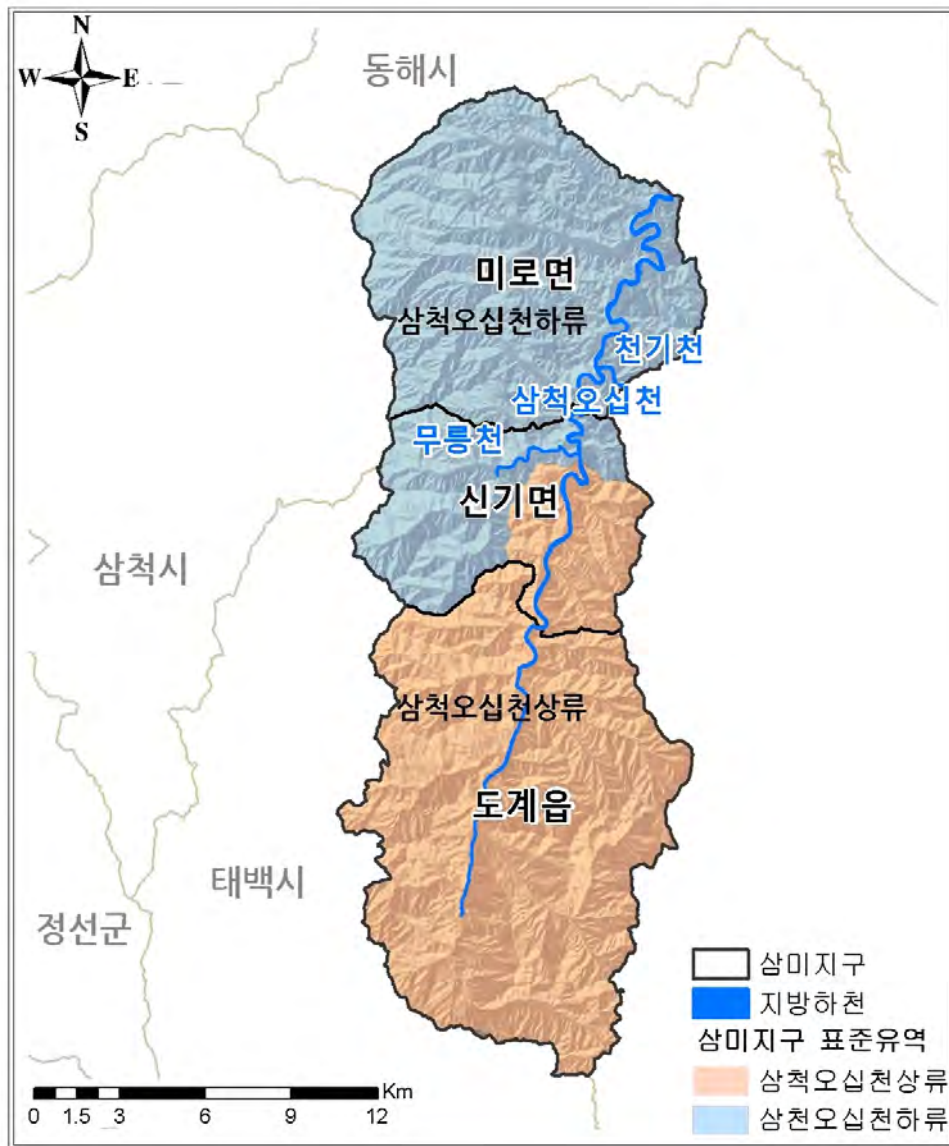 N
W E
S
동해시
미로면
삼척오십천하류
천기천
삼척오십천
무릉천
신기면
삼척시
삼척오십천상류
도계읍
태백시
정선군
삼미지구
지방하천
삼미지구 표준유역
삼척오십천상류
삼천오십천하류
Km
0 1.5 3 6 9 12